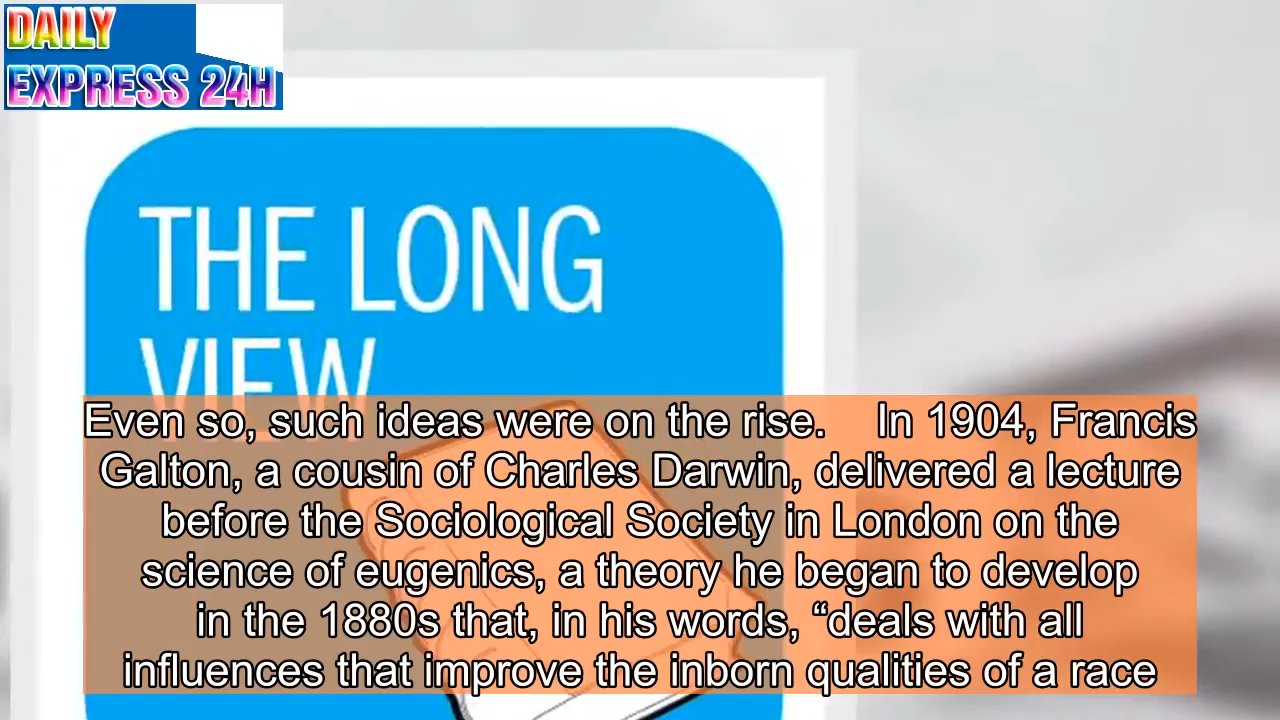 DAILY
EXPRESS 24H
THE LONG
VIEW
Even so, such ideas were on the rise. In 1904, Francis
Galton, a cousin of Charles Darwin, delivered a lecture
before the Sociological Society in London on the
science of eugenics, a theory he began to develop
in the 1880s that, in his words, “deals with all
influences that improve the inborn qualities of a race